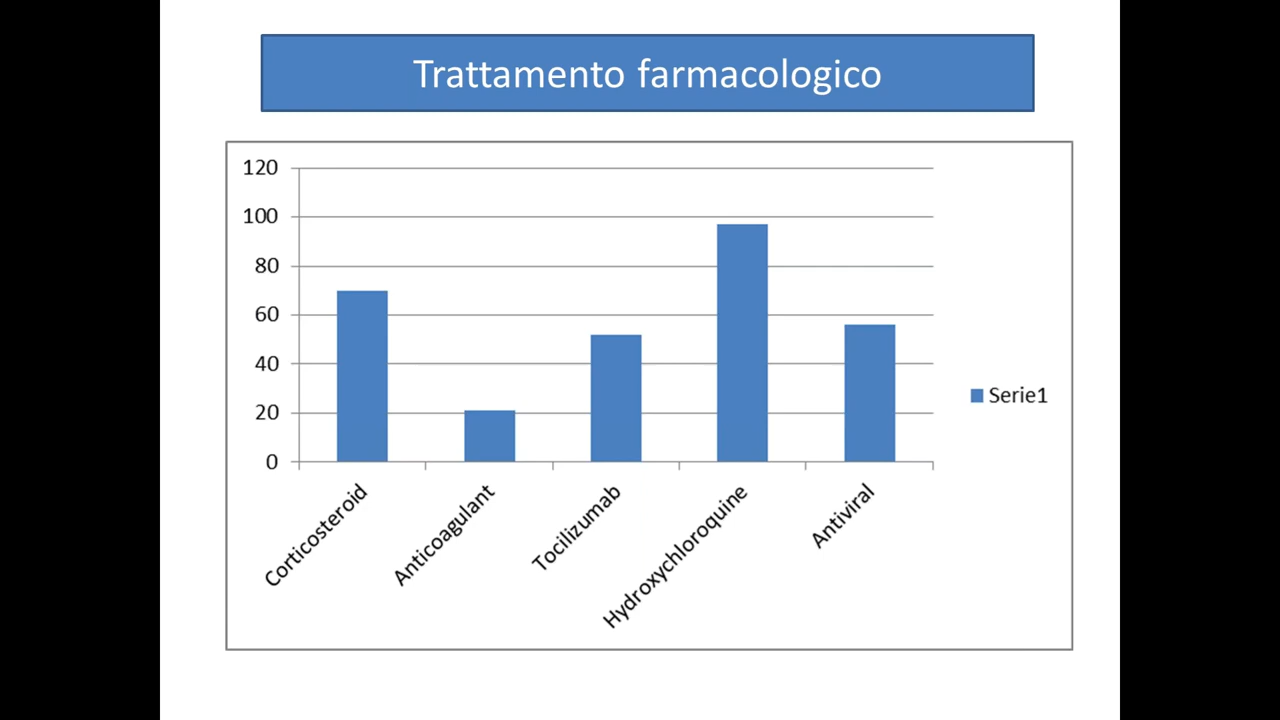 Trattamento farmacologico
120
100
80
60
40
20
0
Corticosteroid
Anticoagulant
Tocilizumab
Hydroxychloroquine
Antiviral
Serie1